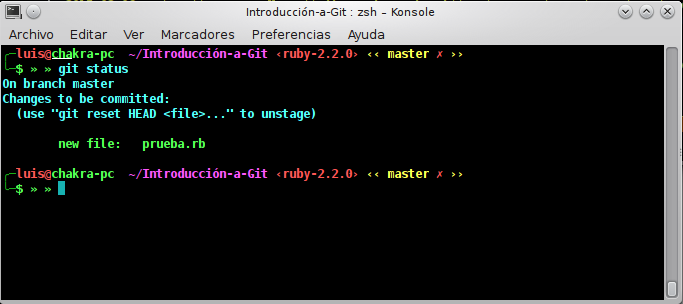 Introducción-a-Git : zsh – Konsole
Archivo Editar Ver Marcadores Preferencias Ayuda
luis@chakra-pc ~/Introducción-a-Git ‹ruby-2.2.0› ‹‹ master ✗ ››
$ » » git status
On branch master
Changes to be committed:
(use "git reset HEAD <file>..." to unstage)
new file: prueba.rb
luis@chakra-pc ~/Introducción-a-Git ‹ruby-2.2.0› ‹‹ master ✗ ››
$ » »